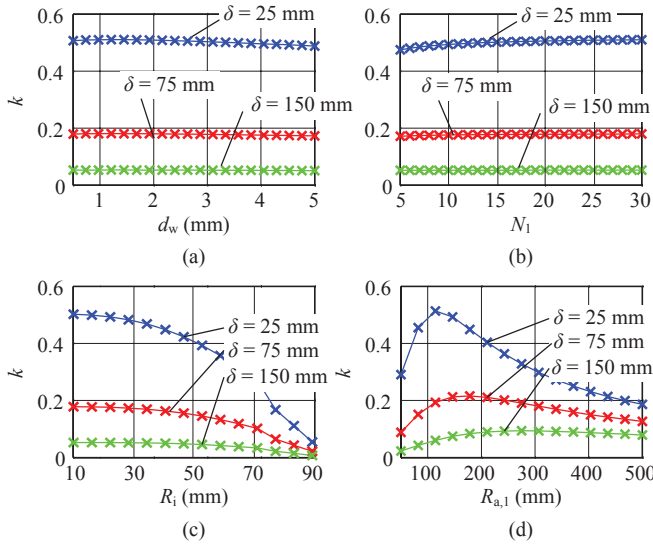 0.6
0.4
0.2
0
k
δ = 25 mm
δ = 75 mm
δ = 150 mm
1 2 3 4 5
d_w (mm)
(a)
0.6
0.4
0.2
0
δ = 25 mm
δ = 75 mm
δ = 150 mm
5 10 15 20 25 30
N_1
(b)
0.6
0.4
0.2
0
k
δ = 25 mm
δ = 75 mm
δ = 150 mm
10 30 50 70 90
R_i (mm)
(c)
0.6
0.4
0.2
0
k
δ = 25 mm
δ = 75 mm
δ = 150 mm
100 200 300 400 500
R_a,1 (mm)
(d)